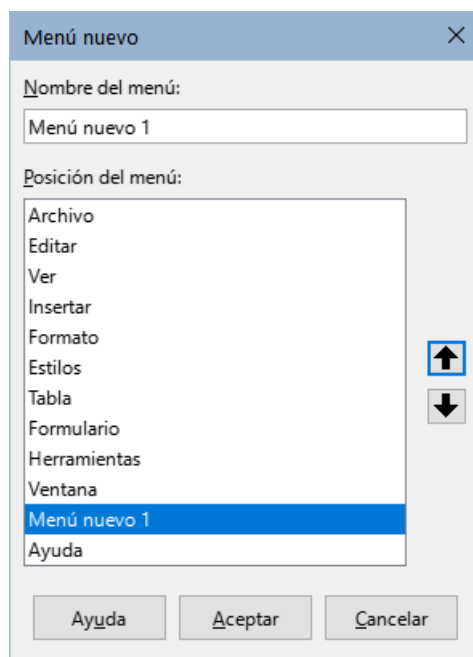 Menú nuevo
Nombre del menú:
Menú nuevo 1
Posición del menú:
Archivo
Editar
Ver
Insertar
Formato
Estilos
Tabla
Formulario
Herramientas
Ventana
Menú nuevo 1
Ayuda
Ayuda Aceptar Cancelar